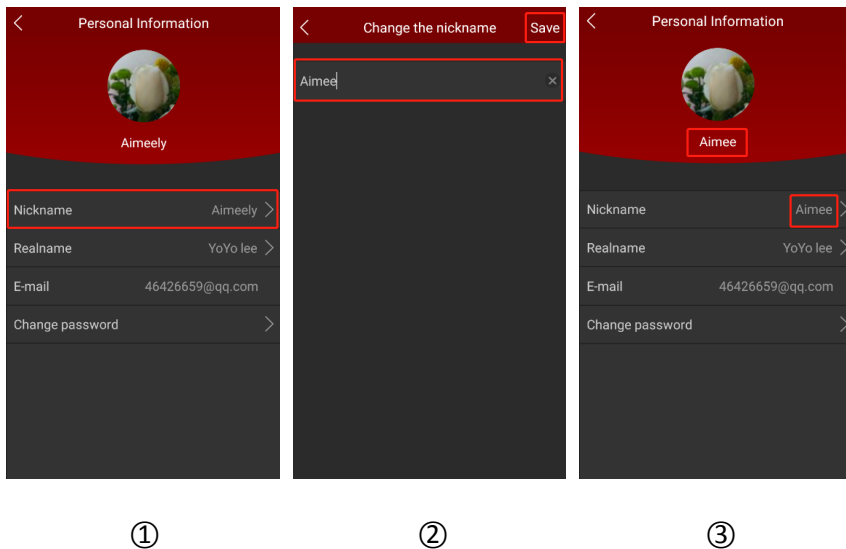 Personal Information
Aimeely
Nickname Aimeely
Realname YoYo lee
E-mail 46426659@qq.com
Change password
Change the nickname Save
Aimee
Personal Information
Aimee
Nickname Aimee
Realname YoYo lee
E-mail 46426659@qq.com
Change password
① ② ③